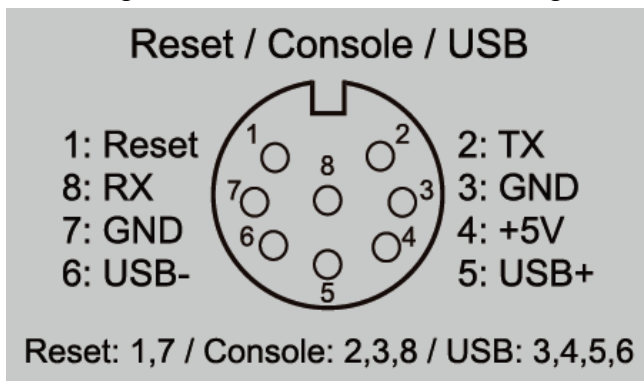 Reset / Console / USB
1: Reset
8: RX
7: GND
6: USB-
1
2
8
7
3
6
4
5
2: TX
3: GND
4: +5V
5: USB+
Reset: 1,7 / Console: 2,3,8 / USB: 3,4,5,6